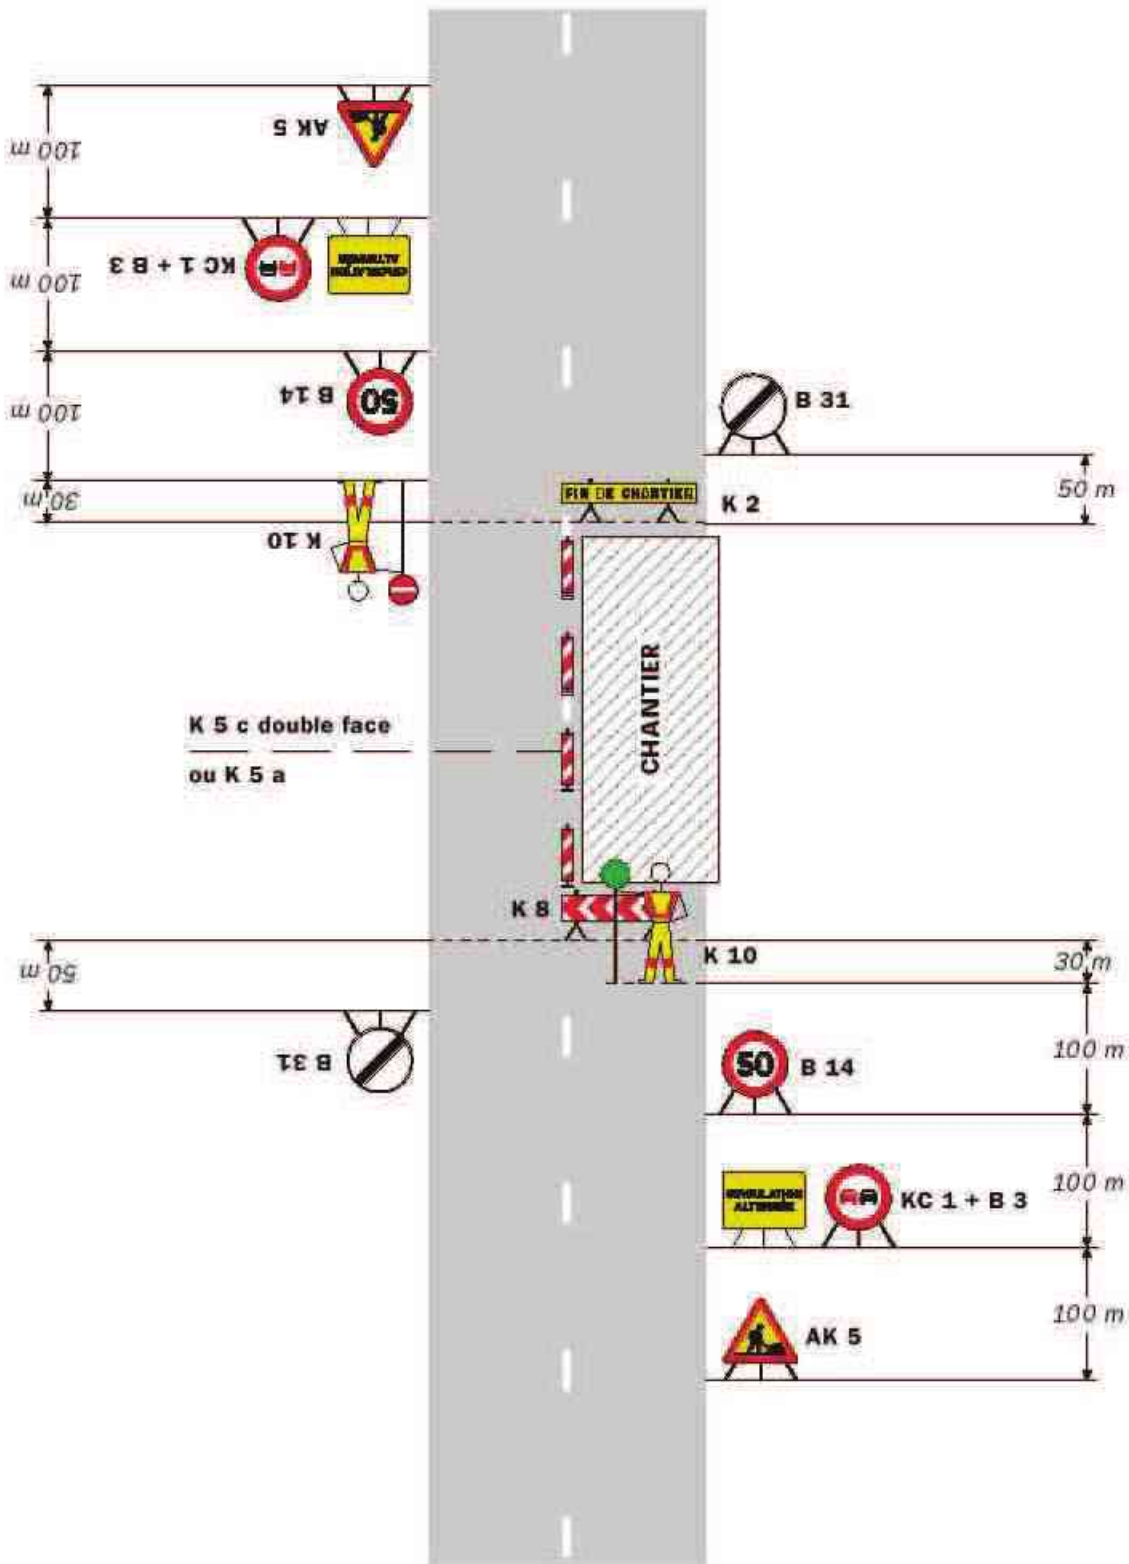 AK 5
100 m
KC 1 + B 3
100 m
B 14
50
100 m
B 31
FIN DE CHANTIER
K 2
50 m
30 m
K 10
CHANTIER
K 5 c double face
ou K 5 a
K 8
K 10
30 m
50 m
B 31
50
B 14
100 m
ALTERNÉE
KC 1 + B 3
100 m
AK 5
100 m